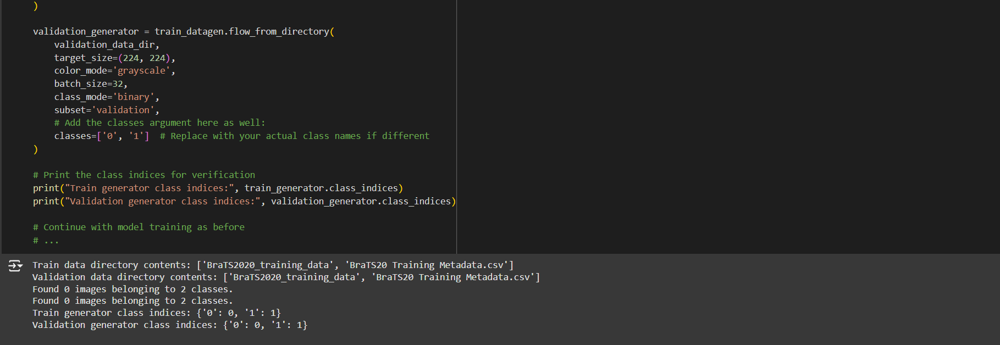 )
validation_generator = train_datagen.flow_from_directory(
    validation_data_dir,
    target_size=(224, 224),
    color_mode='grayscale',
    batch_size=32,
    class_mode='binary',
    subset='validation',
    # Add the classes argument here as well:
    classes=['0', '1']  # Replace with your actual class names if different
)
# Print the class indices for verification
print("Train generator class indices:", train_generator.class_indices)
print("Validation generator class indices:", validation_generator.class_indices)
# Continue with model training as before
# ...
Train data directory contents: ['BraTS2020_training_data', 'BraTS20 Training Metadata.csv']
Validation data directory contents: ['BraTS2020_training_data', 'BraTS20 Training Metadata.csv']
Found 0 images belonging to 2 classes.
Found 0 images belonging to 2 classes.
Train generator class indices: {'0': 0, '1': 1}
Validation generator class indices: {'0': 0, '1': 1}